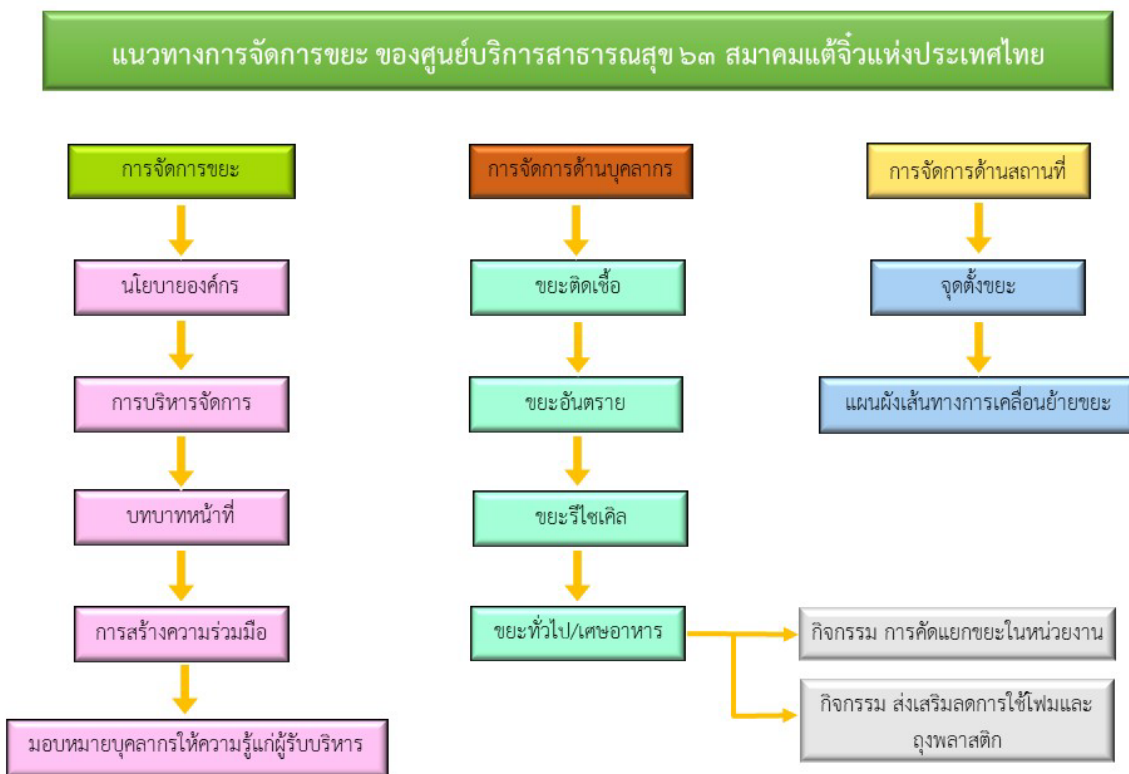 แนวทางการจัดการขยะ ของศูนย์บริการสาธารณสุข ๖๓ สมาคมแต้จิ๋วแห่งประเทศไทย
การจัดการขยะ
นโยบายองค์กร
การบริหารจัดการ
บทบาทหน้าที่
การสร้างความร่วมมือ
มอบหมายบุคลากรให้ความรู้แก่ผู้รับบริหาร
การจัดการด้านบุคลากร
ขยะติดเชื้อ
ขยะอันตราย
ขยะรีไซเคิล
ขยะทั่วไป/เศษอาหาร
กิจกรรม การคัดแยกขยะในหน่วยงาน
กิจกรรม ส่งเสริมลดการใช้โฟมและ
ถุงพลาสติก
การจัดการด้านสถานที่
จุดตั้งขยะ
แผนผังเส้นทางการเคลื่อนย้ายขยะ